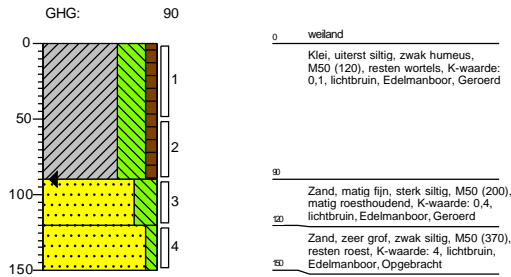 GHG: 90
0
50
100
150
1
2
3
4
0 weiland
Klei, uiterst siltig, zwak humeus,
M50 (120), resten wortels, K-waarde:
0,1, lichtbruin, Edelmanboor, Geroerd
90
Zand, matig fijn, sterk siltig, M50 (200),
matig roesthoudend, K-waarde: 0,4,
lichtbruin, Edelmanboor, Geroerd
120
Zand, zeer grof, zwak siltig, M50 (370),
resten roest, K-waarde: 4, lichtbruin,
Edelmanboor, Opgebracht
150